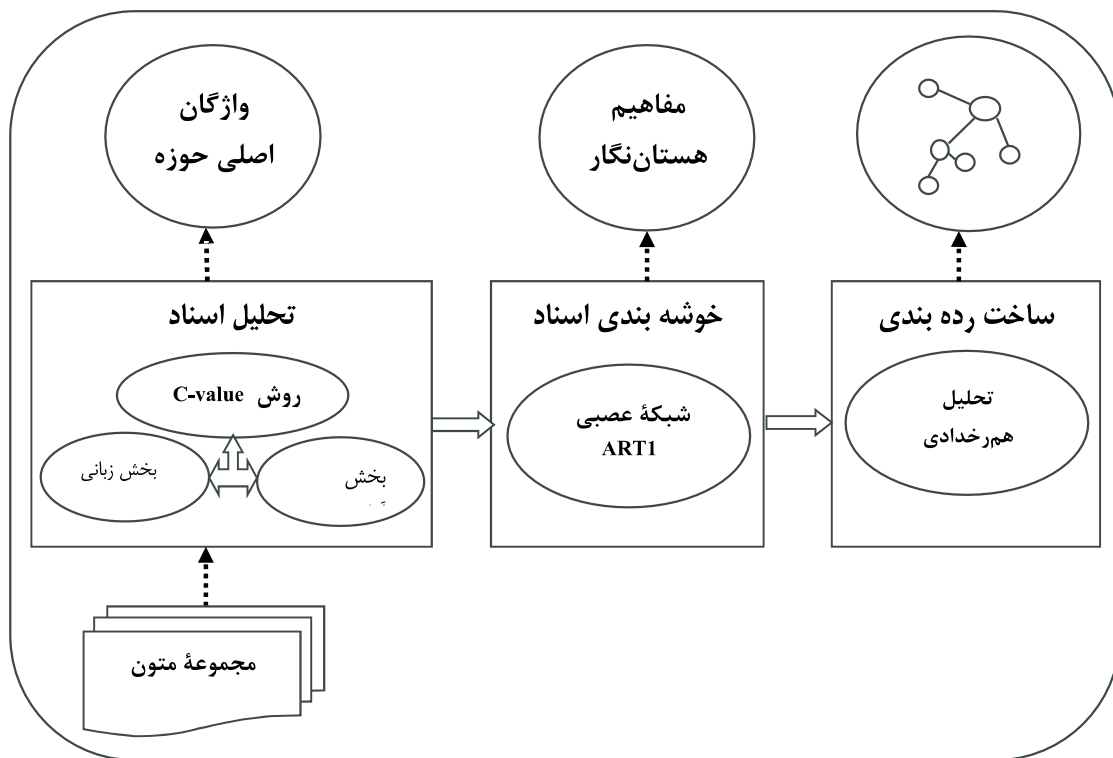 واژگان
اصلی حوزه
مفاهیم
هستان‌نگار
تحلیل اسناد
روش C-value
بخش زبانی
بخش
خوشه بندی اسناد
شبکهٔ عصبی
ART1
ساخت رده بندی
تحلیل
هم‌رخدادی
مجموعهٔ متون